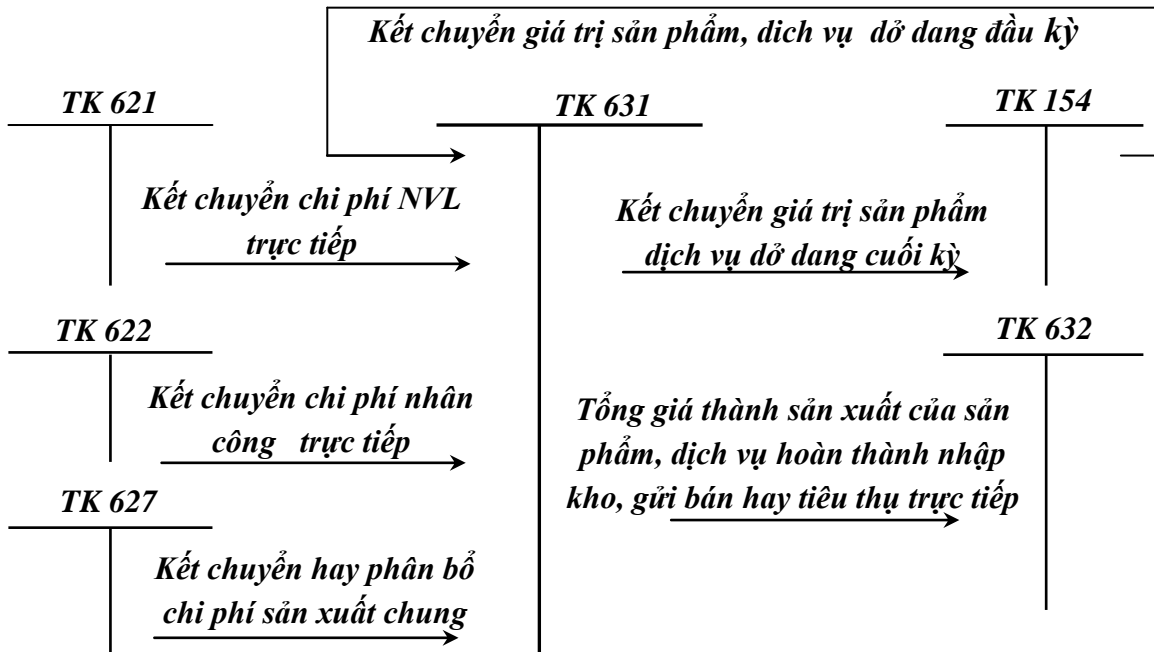 Kết chuyển giá trị sản phẩm, dich vụ dở dang đầu kỳ
TK 621
TK 631
TK 154
Kết chuyển chi phí NVL
trực tiếp
Kết chuyển giá trị sản phẩm
dịch vụ dở dang cuối kỳ
TK 622
TK 632
Kết chuyển chi phí nhân
công trực tiếp
Tổng giá thành sản xuất của sản
phẩm, dịch vụ hoàn thành nhập
kho, gửi bán hay tiêu thụ trực tiếp
TK 627
Kết chuyển hay phân bổ
chi phí sản xuất chung